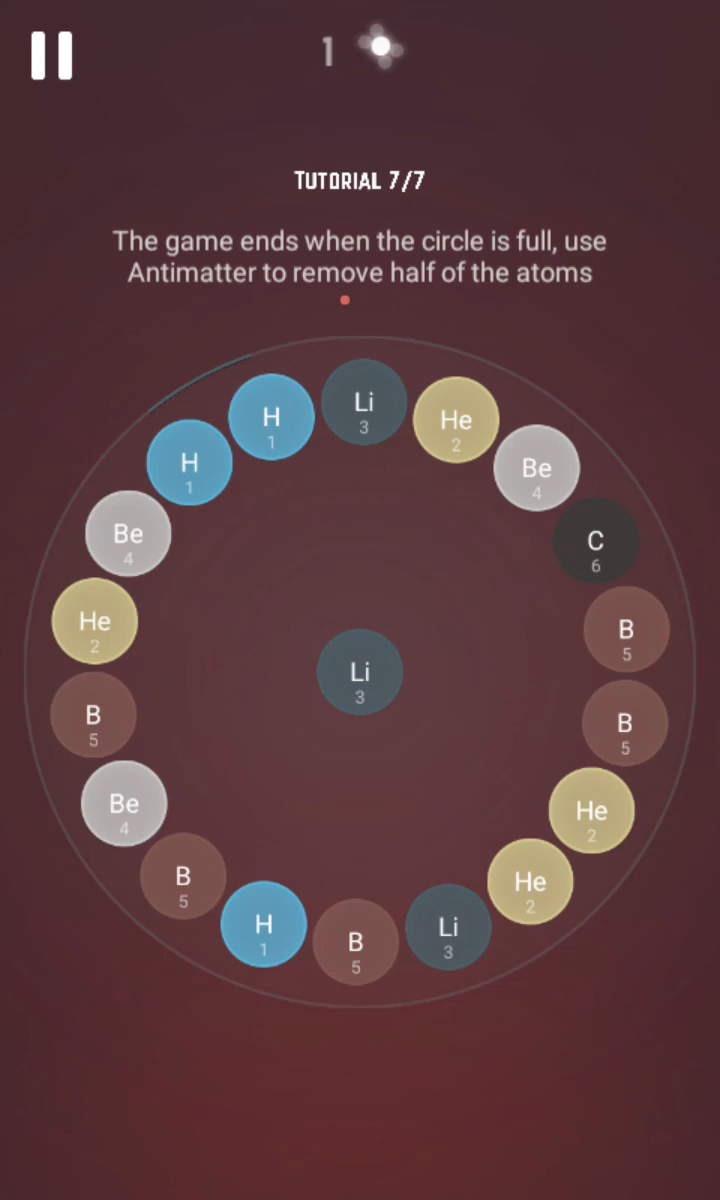 1
TUTORIAL 7/7
The game ends when the circle is full, use
Antimatter to remove half of the atoms
Li
3
H
1
He
2
H
1
Be
4
Be
4
C
6
He
2
B
5
Li
3
B
5
B
5
Be
4
He
2
B
5
He
2
H
1
B
5
Li
3